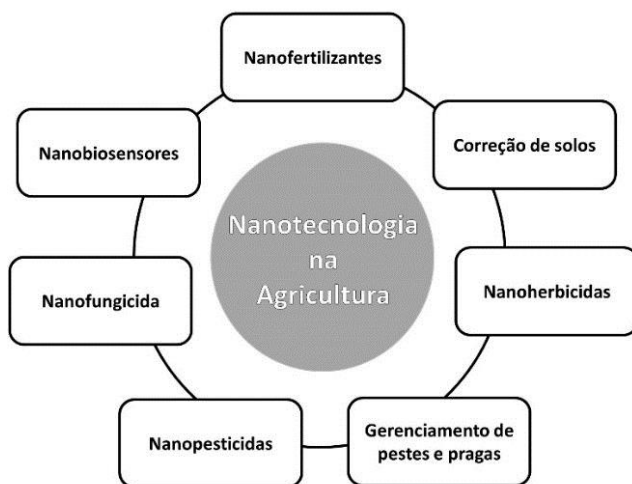 Nanofertilizantes
Correção de solos
Nanoherbicidas
Gerenciamento de
pestes e pragas
Nanopesticidas
Nanofungicida
Nanobiosensores
Nanotecnologia
na
Agricultura